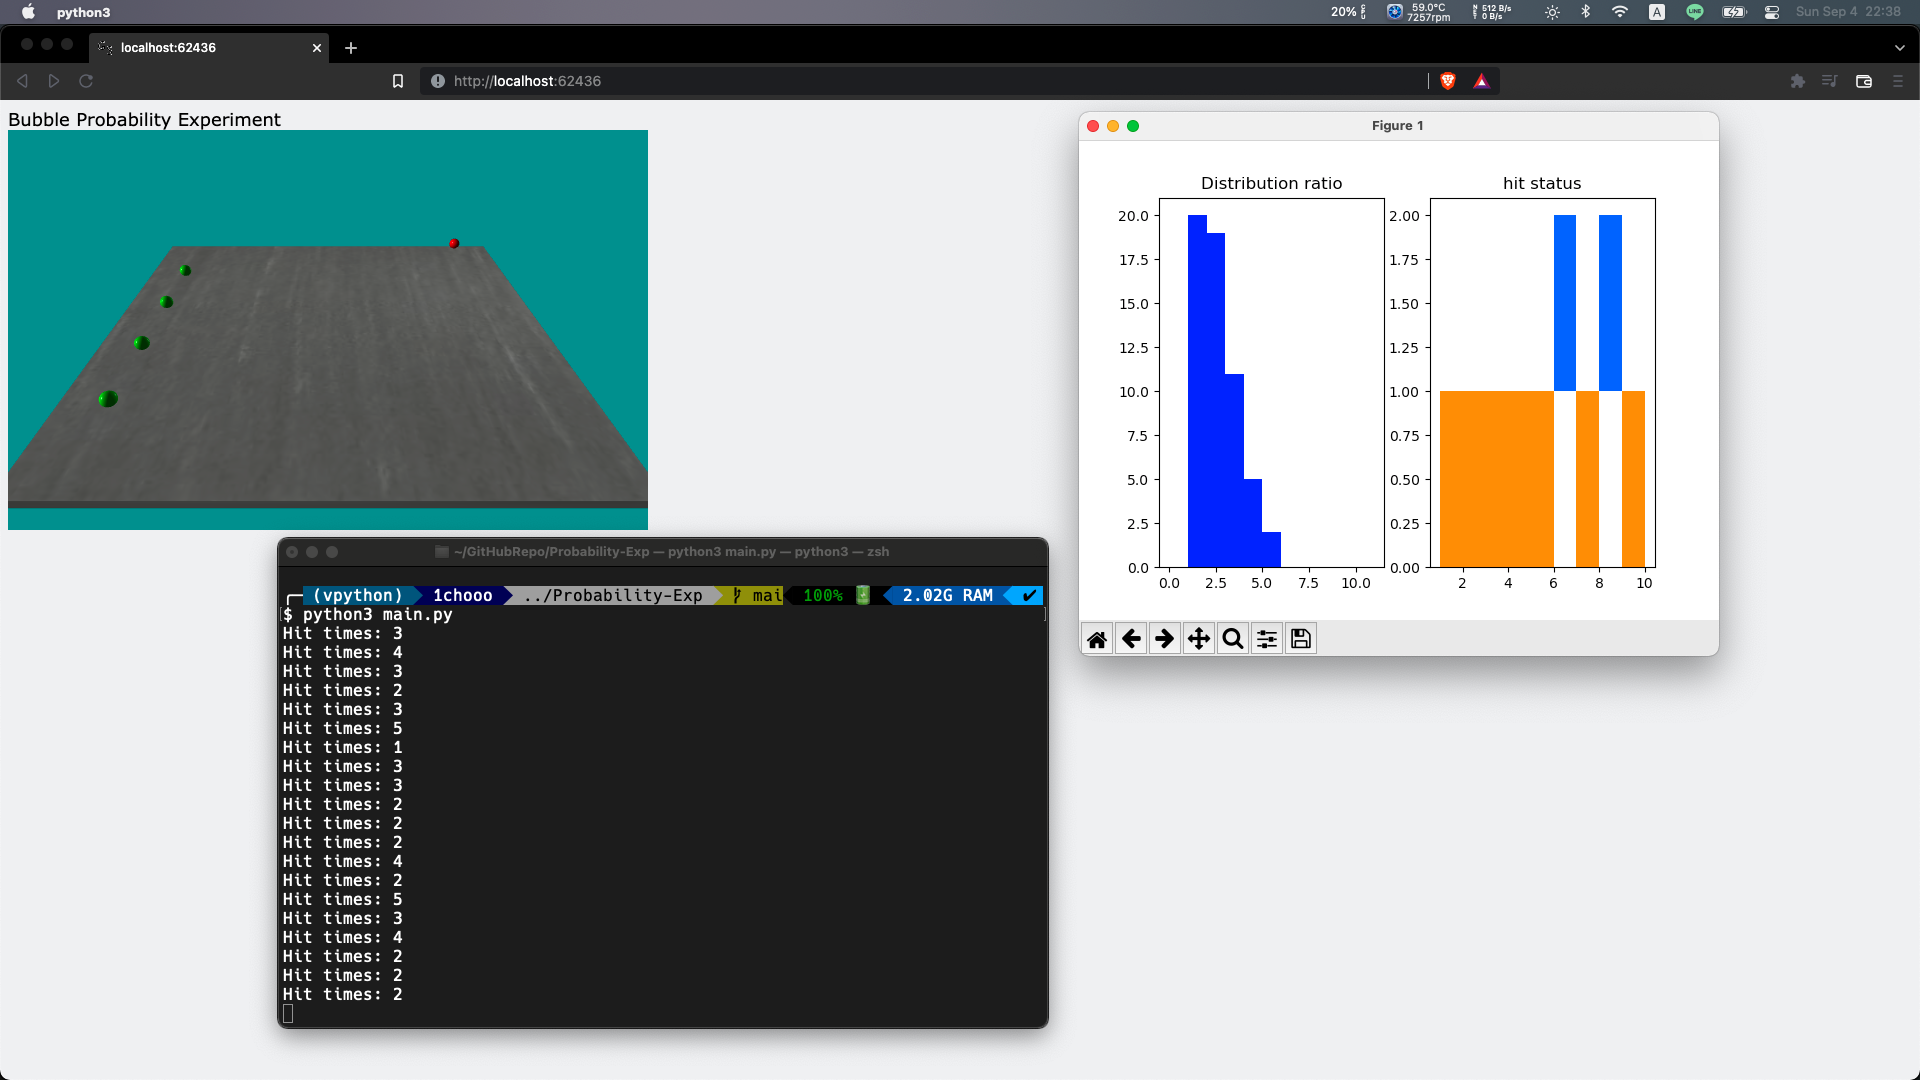 python3
20% CPU
59.0°C
7257rpm
512 B/s
0 B/s
A
LINE
Sun Sep 4 22:38
localhost:62436
http://localhost:62436
Bubble Probability Experiment
Figure 1
Distribution ratio
hit status
20.0
17.5
15.0
12.5
10.0
7.5
5.0
2.5
0.0
0.0 2.5 5.0 7.5 10.0
2.00
1.75
1.50
1.25
1.00
0.75
0.50
0.25
0.00
2 4 6 8 10
~/GitHubRepo/Probability-Exp — python3 main.py — python3 — zsh
(vpython) 1chooo ../Probability-Exp mai 100% 2.02G RAM ✔
$ python3 main.py
Hit times: 3
Hit times: 4
Hit times: 3
Hit times: 2
Hit times: 3
Hit times: 5
Hit times: 1
Hit times: 3
Hit times: 3
Hit times: 2
Hit times: 2
Hit times: 2
Hit times: 4
Hit times: 2
Hit times: 5
Hit times: 3
Hit times: 4
Hit times: 2
Hit times: 2
Hit times: 2